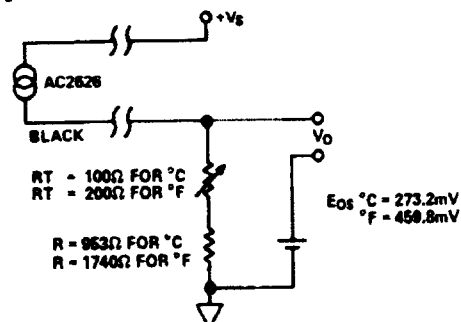 +VS
AC2626
BLACK
VO
RT = 100Ω FOR °C
RT = 200Ω FOR °F
EOS °C = 273.2mV
°F = 459.8mV
R = 953Ω FOR °C
R = 1740Ω FOR °F